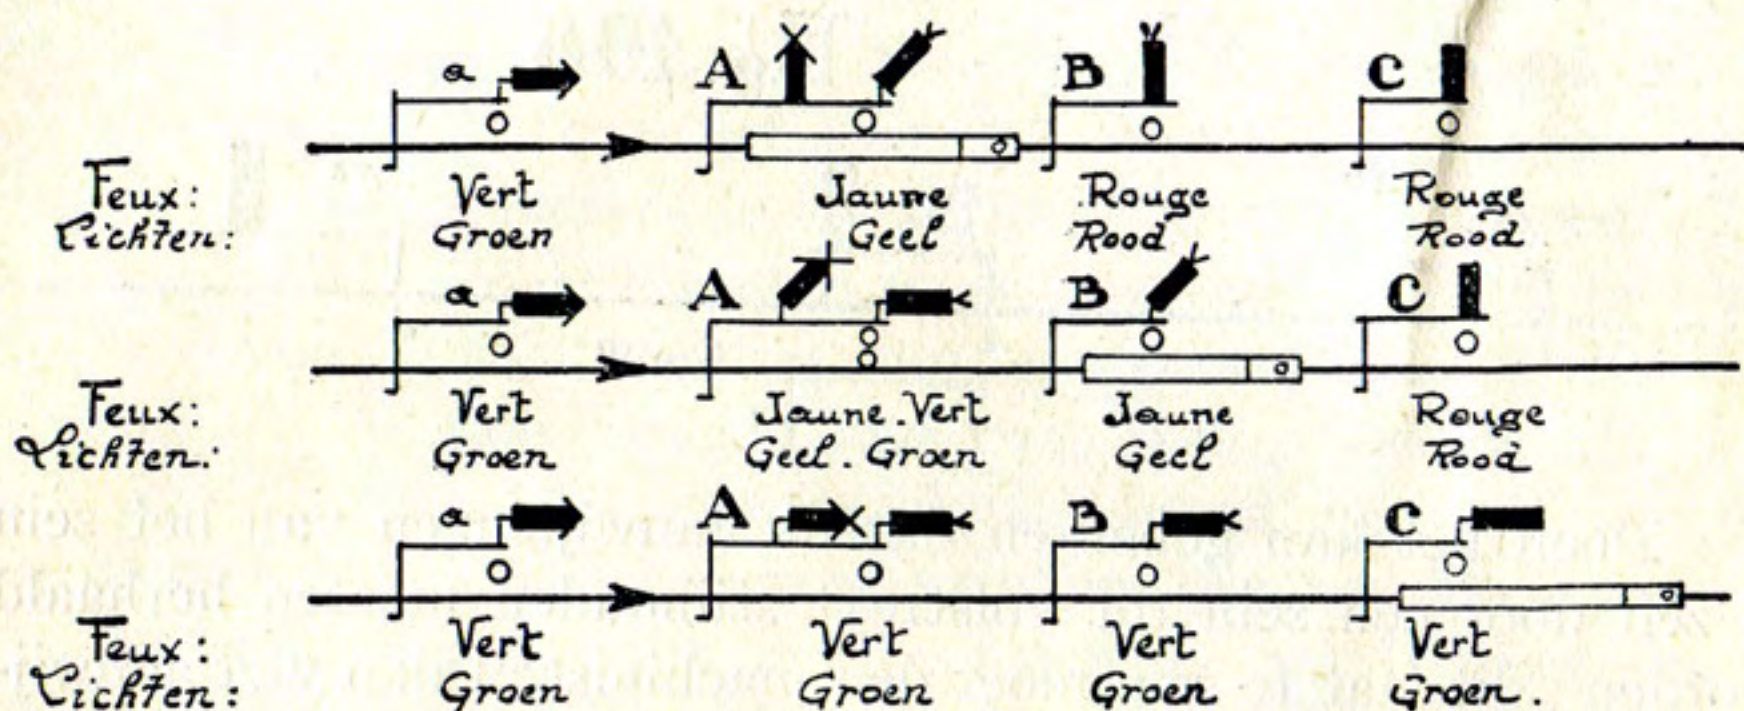 a A B C
Feux: Vert Jaune Rouge Rouge
Lichten: Groen Geel Rood Rood
a A B C
Feux: Vert Jaune . Vert Jaune Rouge
Lichten: Groen Geel . Groen Geel Rood
a A B C
Feux: Vert Vert Vert Vert
Lichten: Groen Groen Groen Groen .